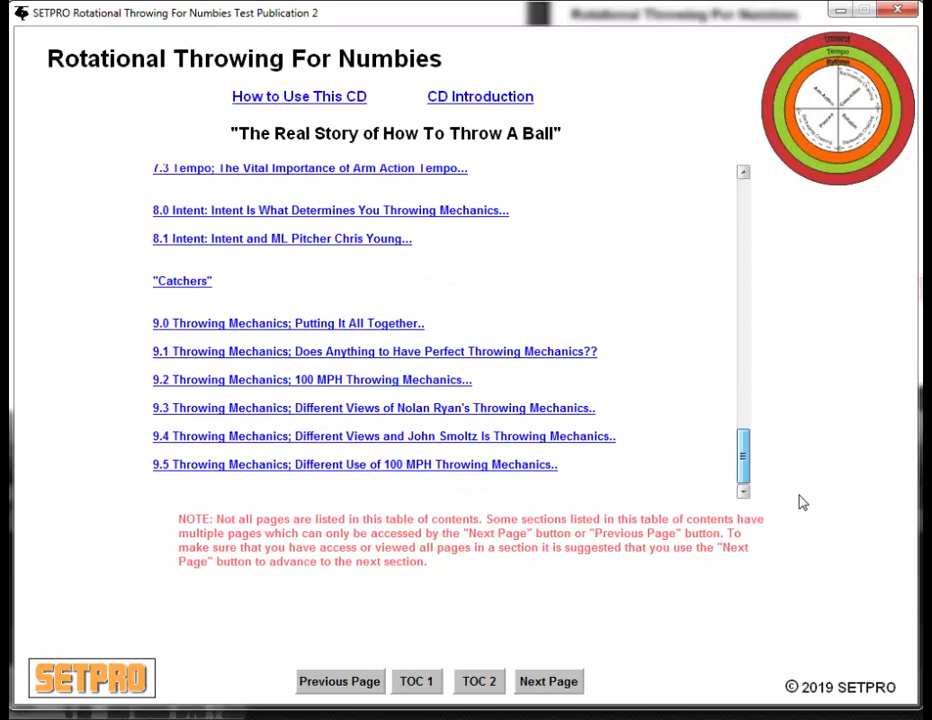 SETPRO Rotational Throwing For Numbies Test Publication 2
Rotational Throwing For Numbies
Rotational Throwing For Numbies
How to Use This CD
CD Introduction
"The Real Story of How To Throw A Ball"
Tempo
Arm Action
7.3 Tempo; The Vital Importance of Arm Action Tempo...
8.0 Intent: Intent Is What Determines You Throwing Mechanics...
8.1 Intent: Intent and ML Pitcher Chris Young...
"Catchers"
9.0 Throwing Mechanics; Putting It All Together..
9.1 Throwing Mechanics; Does Anything to Have Perfect Throwing Mechanics??
9.2 Throwing Mechanics; 100 MPH Throwing Mechanics...
9.3 Throwing Mechanics; Different Views of Nolan Ryan's Throwing Mechanics..
9.4 Throwing Mechanics; Different Views and John Smoltz Is Throwing Mechanics..
9.5 Throwing Mechanics; Different Use of 100 MPH Throwing Mechanics..
NOTE: Not all pages are listed in this table of contents. Some sections listed in this table of contents have
multiple pages which can only be accessed by the "Next Page" button or "Previous Page" button. To
make sure that you have access or viewed all pages in a section it is suggested that you use the "Next
Page" button to advance to the next section.
SETPRO
Previous Page
TOC 1
TOC 2
Next Page
© 2019 SETPRO